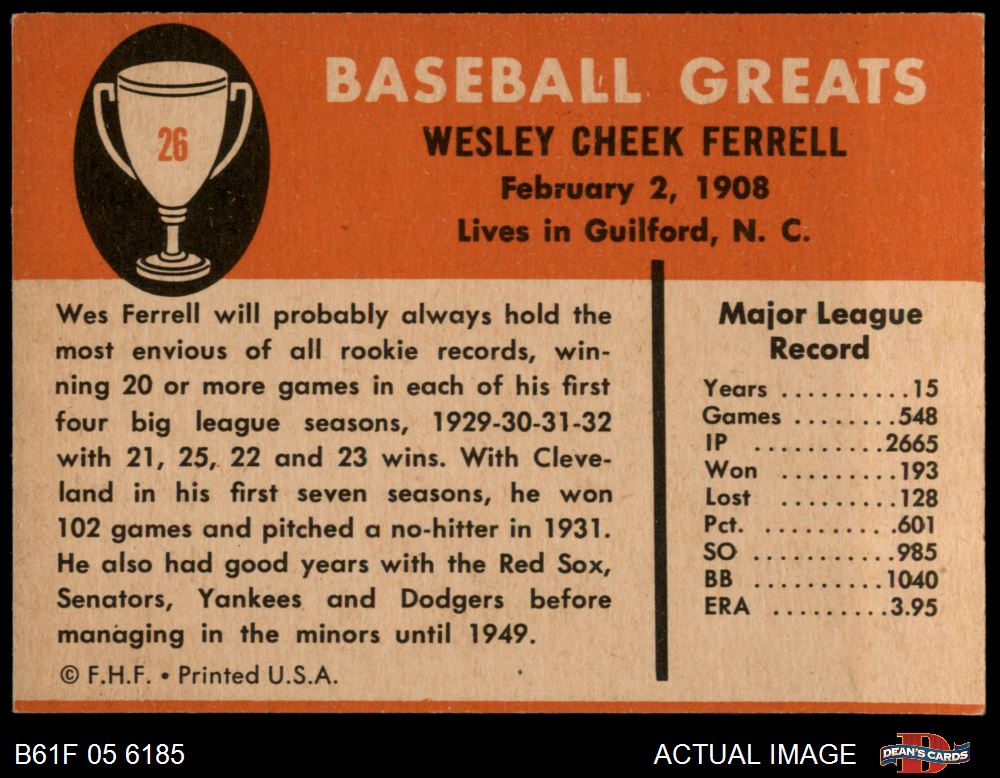 26
BASEBALL GREATS
WESLEY CHEEK FERRELL
February 2, 1908
Lives in Guilford, N. C.
Wes Ferrell will probably always hold the
most envious of all rookie records, win-
ning 20 or more games in each of his first
four big league seasons, 1929-30-31-32
with 21, 25, 22 and 23 wins. With Cleve-
land in his first seven seasons, he won
102 games and pitched a no-hitter in 1931.
He also had good years with the Red Sox,
Senators, Yankees and Dodgers before
managing in the minors until 1949.
© F.H.F. • Printed U.S.A.
Major League
Record
Years ..........15
Games ........548
IP ..........2665
Won .........193
Lost .........128
Pct. ..........601
SO ...........985
BB ..........1040
ERA .........3.95
B61F 05 6185
ACTUAL IMAGE
D
DEAN'S CARDS